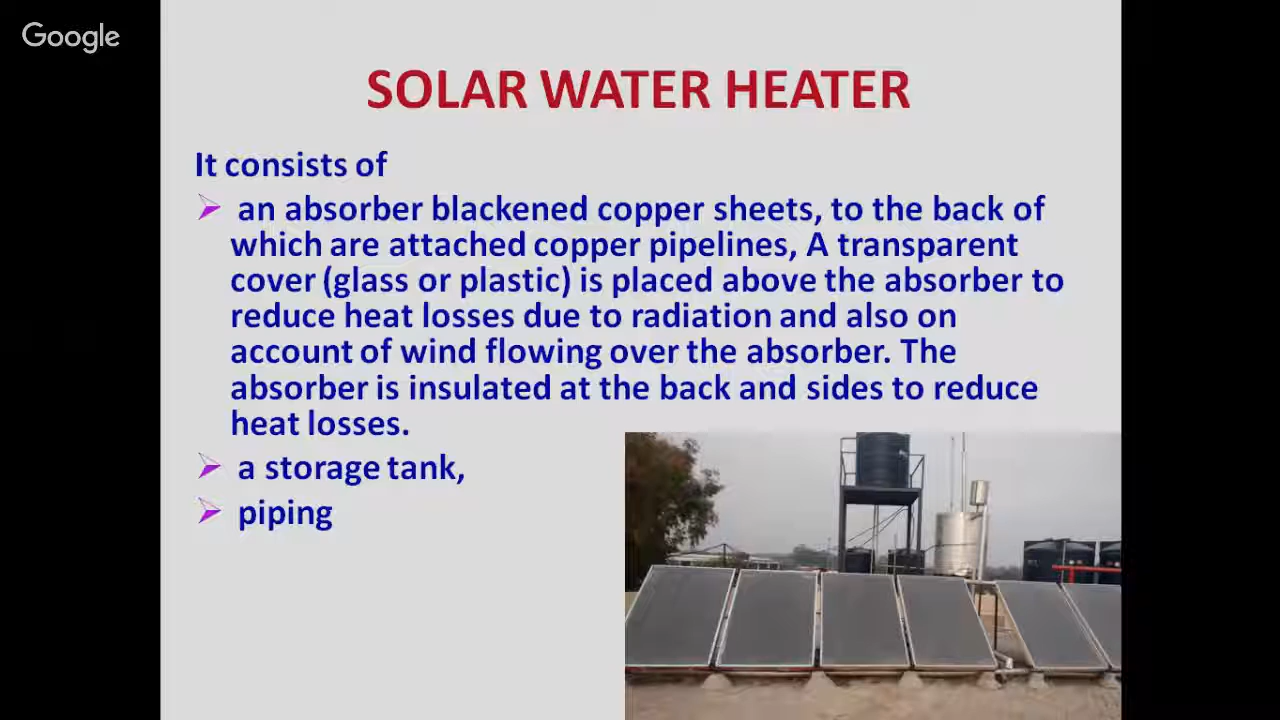 Google
SOLAR WATER HEATER
It consists of
an absorber blackened copper sheets, to the back of
which are attached copper pipelines, A transparent
cover (glass or plastic) is placed above the absorber to
reduce heat losses due to radiation and also on
account of wind flowing over the absorber. The
absorber is insulated at the back and sides to reduce
heat losses.
a storage tank,
piping